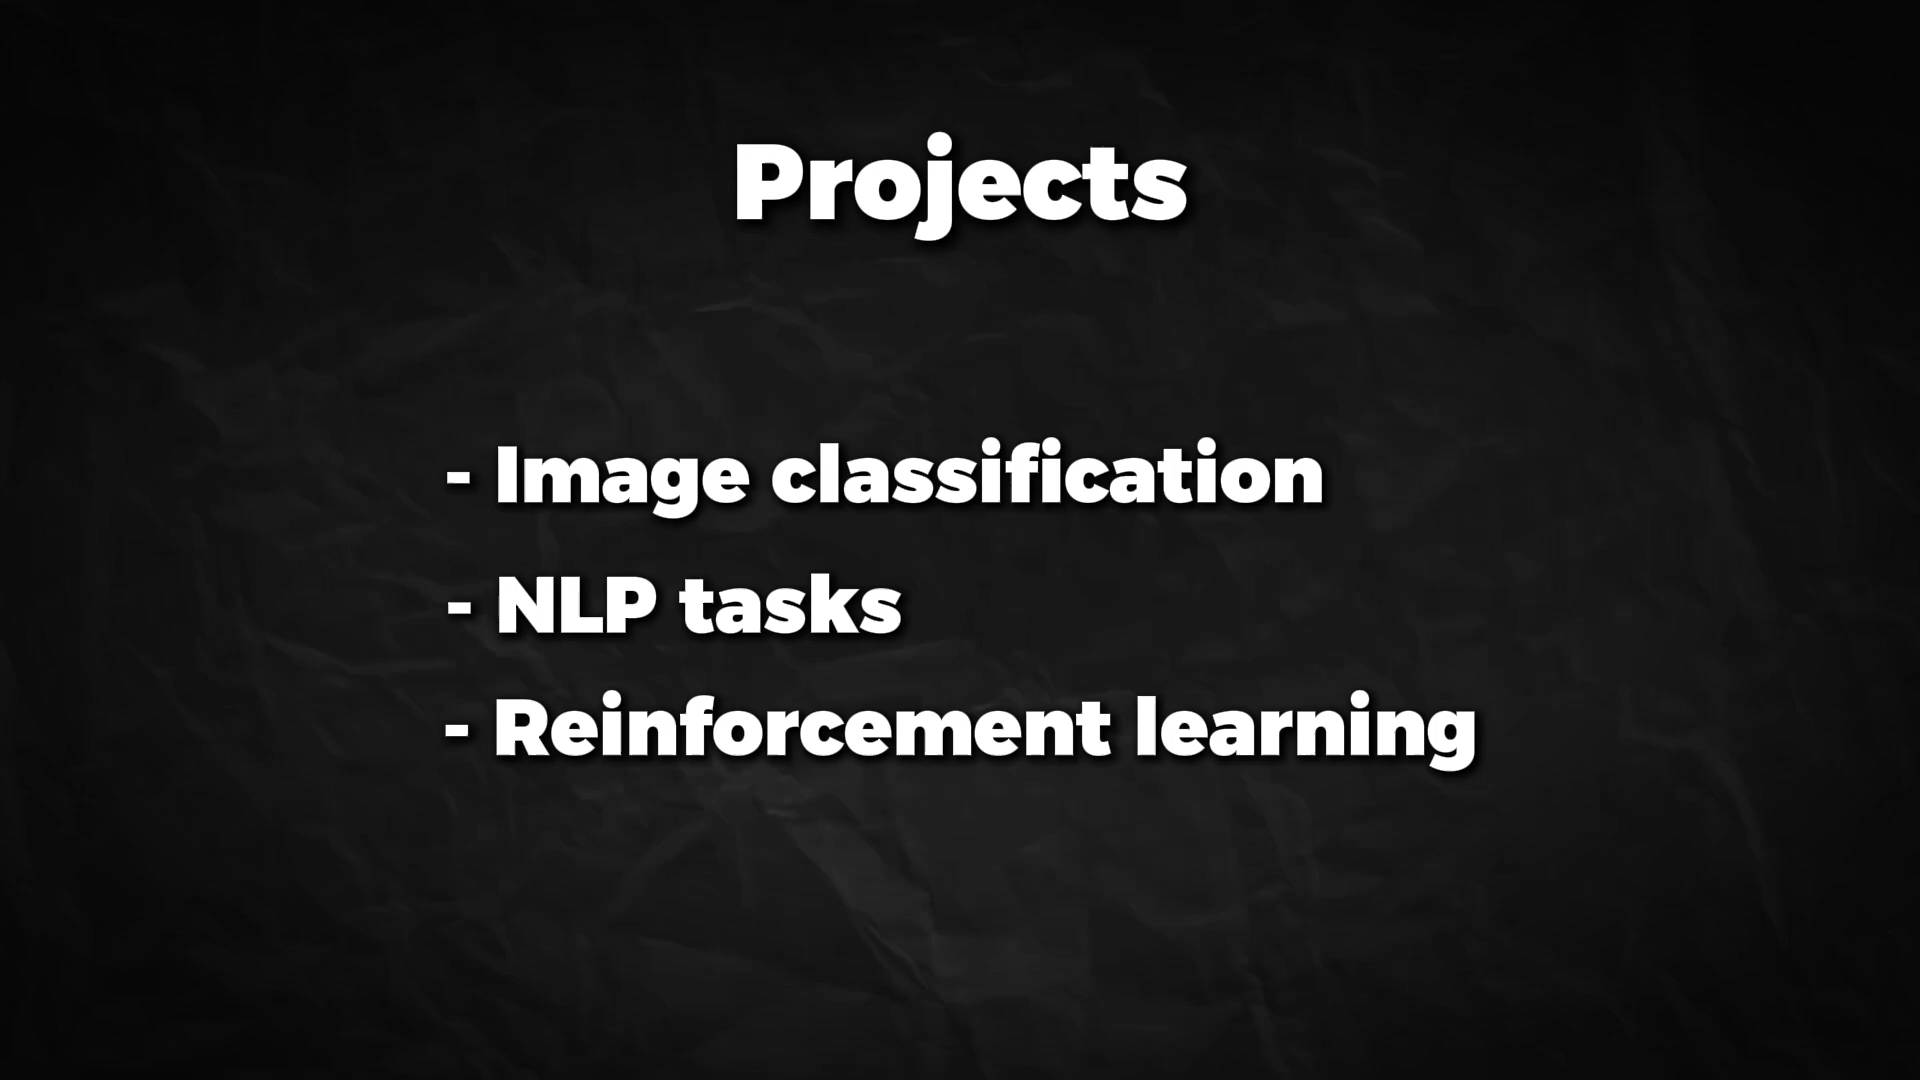 Projects
- Image classification
- NLP tasks
- Reinforcement learning